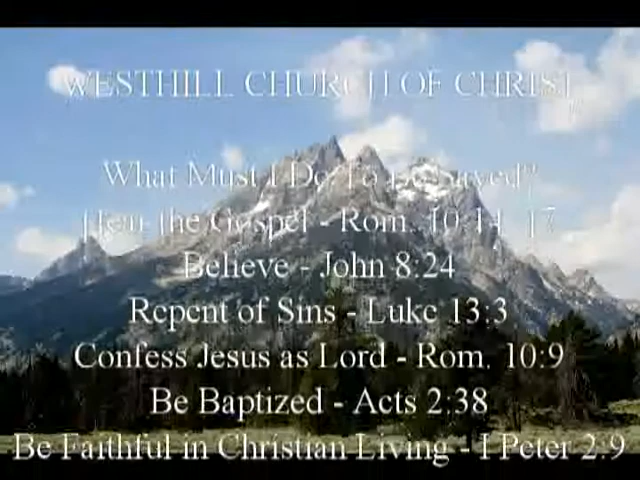 WESTHILL CHURCH OF CHRIST
What Must I Do To Be Saved?
Hear the Gospel - Rom. 10:14, 17
Believe - John 8:24
Repent of Sins - Luke 13:3
Confess Jesus as Lord - Rom. 10:9
Be Baptized - Acts 2:38
Be Faithful in Christian Living - I Peter 2:9